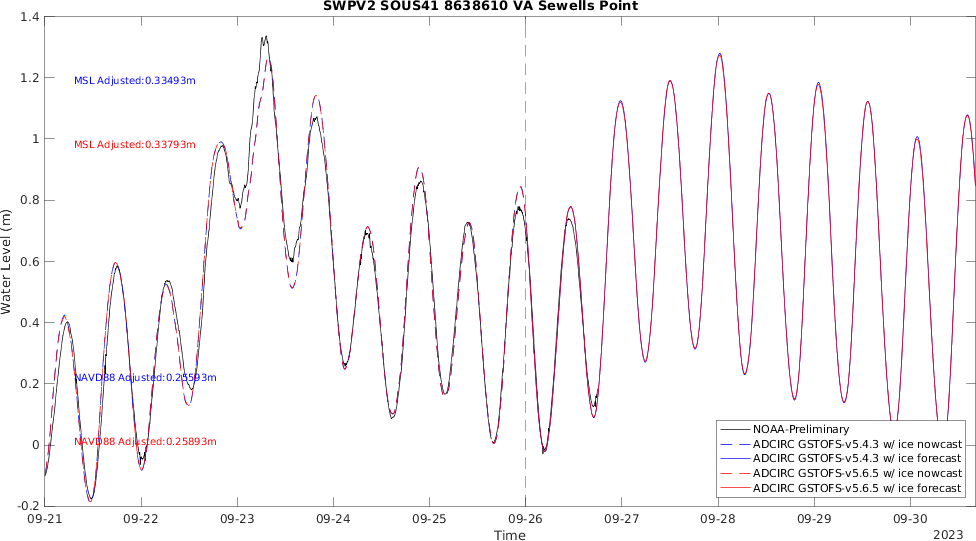 SWPV2 SOUS41 8638610 VA Sewells Point
1.4
1.2
1
0.8
0.6
0.4
0.2
0
-0.2
Water Level (m)
MSL Adjusted:0.33493m
MSL Adjusted:0.33793m
NAVD88 Adjusted:0.25593m
NAVD88 Adjusted:0.25893m
NOAA-Preliminary
ADCIRC GSTOFS-v5.4.3 w/ ice nowcast
ADCIRC GSTOFS-v5.4.3 w/ ice forecast
ADCIRC GSTOFS-v5.6.5 w/ ice nowcast
ADCIRC GSTOFS-v5.6.5 w/ ice forecast
09-21 09-22 09-23 09-24 09-25 09-26 09-27 09-28 09-29 09-30
Time
2023